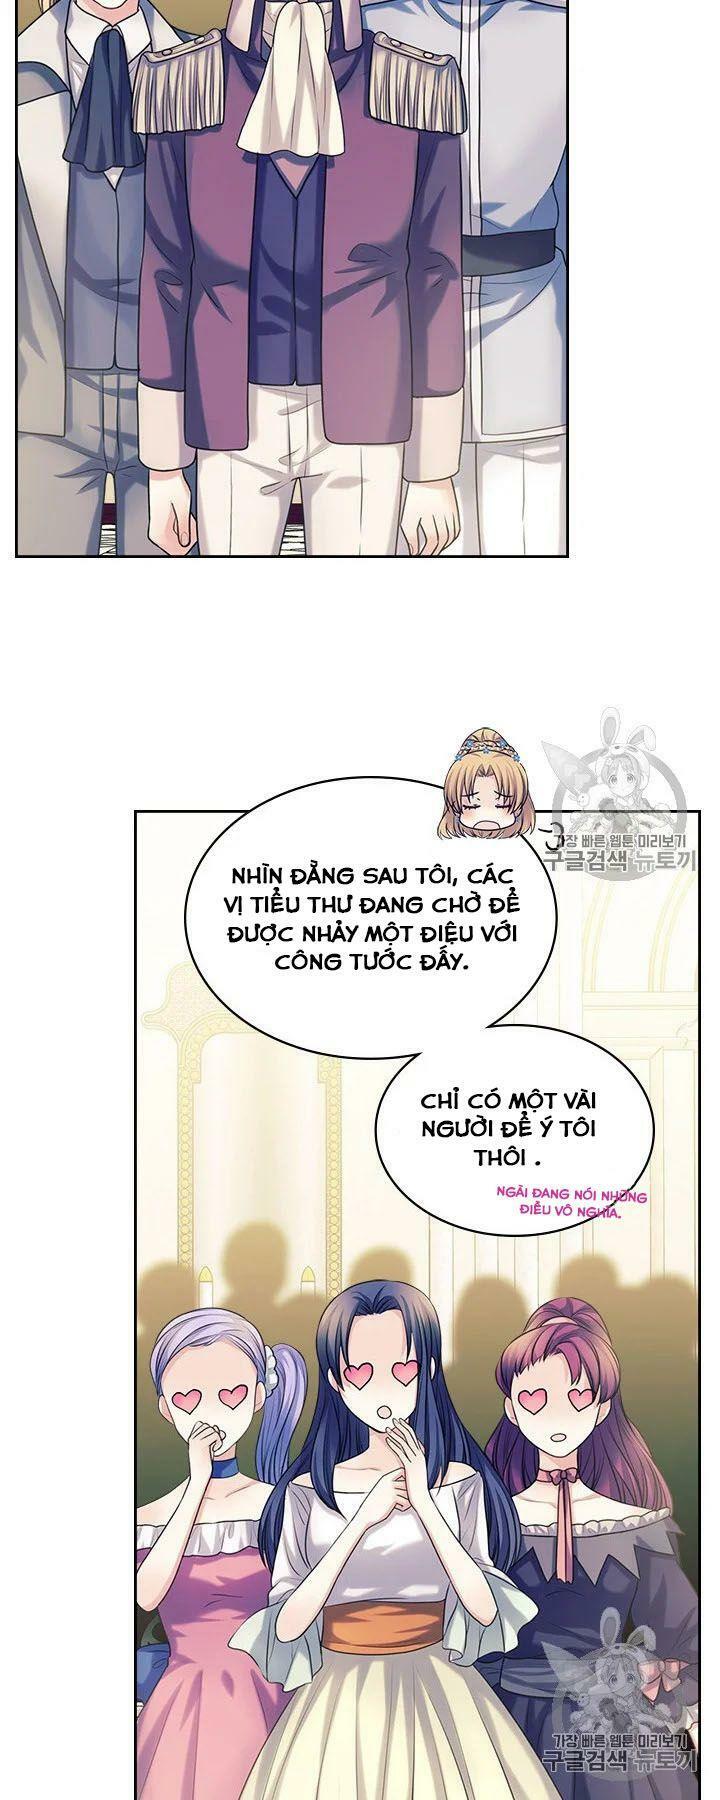 가장 빠른 웹툰 미리보기
구글검색 뉴토끼
NHÌN ĐẰNG SAU TÔI, CÁC
VỊ TIỂU THƯ ĐANG CHỜ ĐỂ
ĐƯỢC NHẢY MỘT ĐIỆU VỚI
CÔNG TƯỚC ĐẤY.
CHỈ CÓ MỘT VÀI
NGƯỜI ĐỂ Ý TÔI
THÔI .
NGÀI ĐANG NÓI NHỮNG
ĐIỀU VÔ NGHĨA.
가장 빠른 웹툰 미리보기
구글검색 뉴토끼